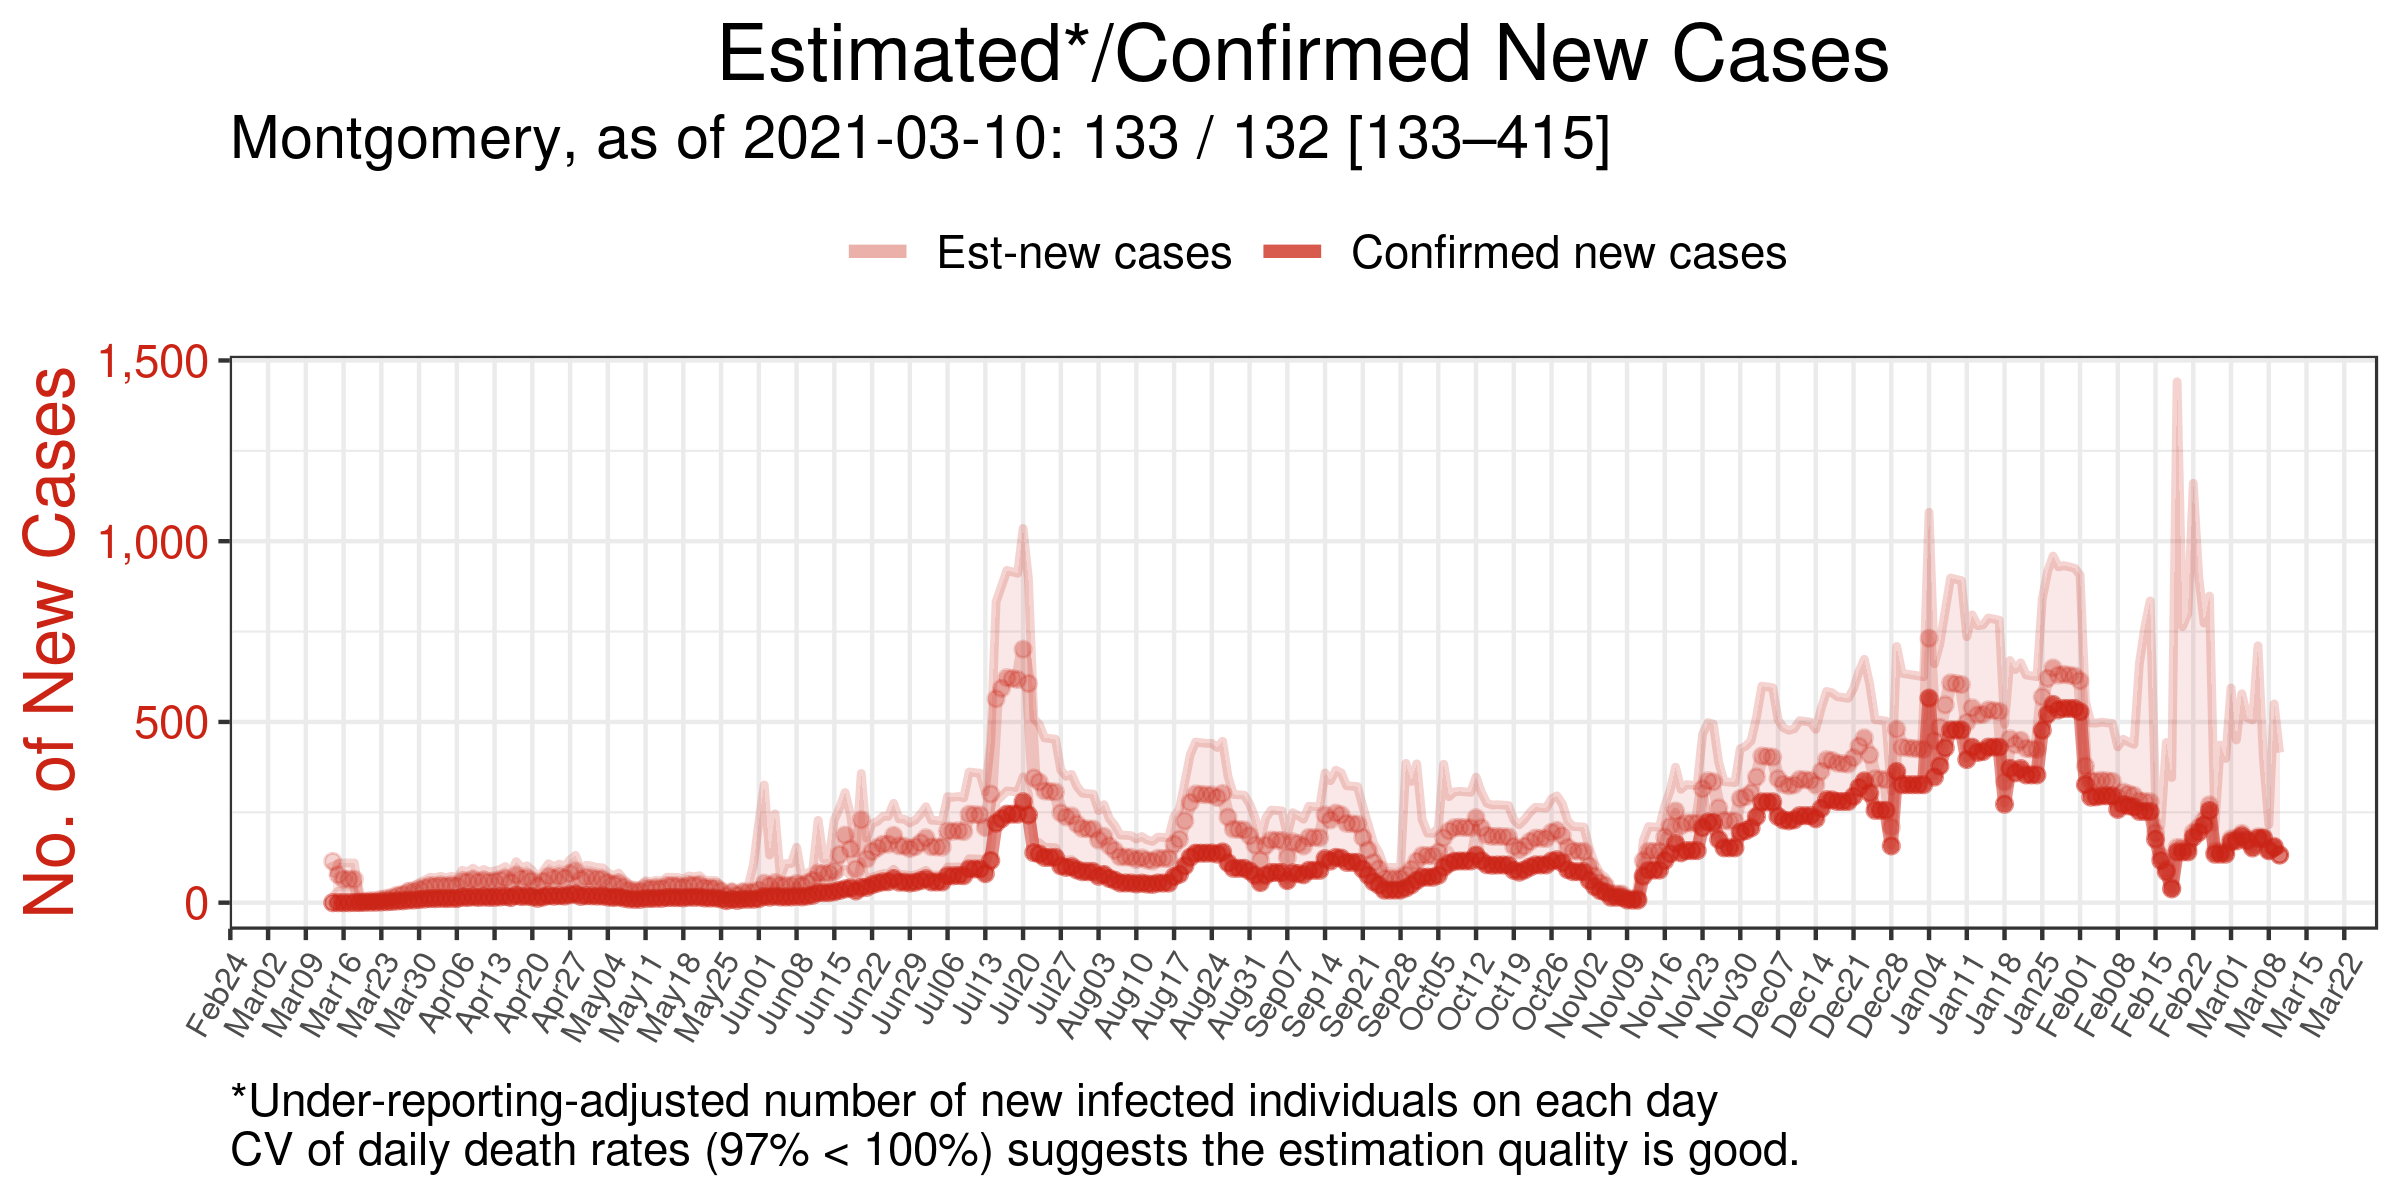 Estimated*/Confirmed New Cases
Montgomery, as of 2021-03-10: 133 / 132 [133–415]
Est-new cases Confirmed new cases
No. of New Cases
1,500
1,000
500
0
Feb24 Mar02 Mar09 Mar16 Mar23 Mar30 Apr06 Apr13 Apr20 Apr27 May04 May11 May18 May25 Jun01 Jun08 Jun15 Jun22 Jun29 Jul06 Jul13 Jul20 Jul27 Aug03 Aug10 Aug17 Aug24 Aug31 Sep07 Sep14 Sep21 Sep28 Oct05 Oct12 Oct19 Oct26 Nov02 Nov09 Nov16 Nov23 Nov30 Dec07 Dec14 Dec21 Dec28 Jan04 Jan11 Jan18 Jan25 Feb01 Feb08 Feb15 Feb22 Mar01 Mar08 Mar15 Mar22
*Under-reporting-adjusted number of new infected individuals on each day
CV of daily death rates (97% < 100%) suggests the estimation quality is good.